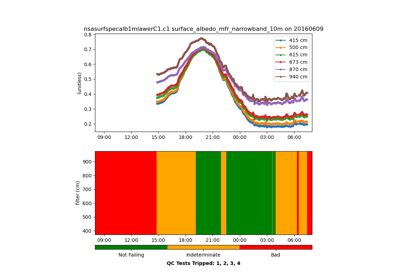 nsasurfspecalb1mlawerC1.c1 surface_albedo_mfr_narrowband_10m on 20160609
0.8
0.7
0.6
0.5
0.4
0.3
0.2
(unitless)
415 cm
500 cm
615 cm
673 cm
870 cm
940 cm
09:00 12:00 15:00 18:00 21:00 00:00 03:00 06:00
900
800
700
600
500
400
filter (cm)
09:00 12:00 15:00 18:00 21:00 00:00 03:00 06:00
Not Failing Indeterminate Bad
QC Tests Tripped: 1, 2, 3, 4